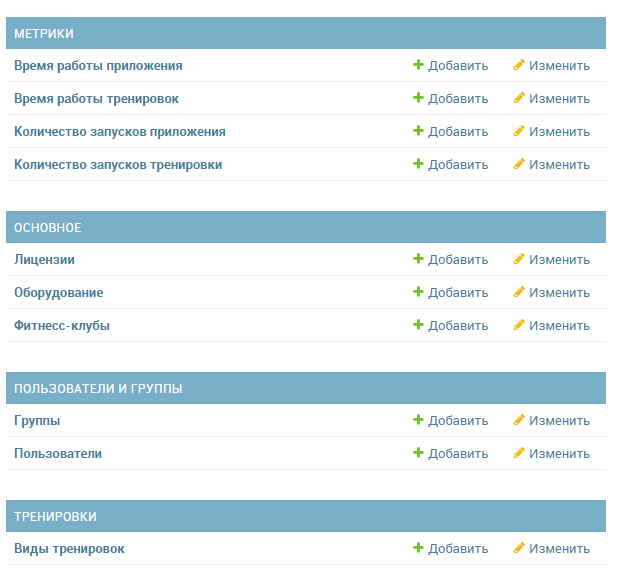 МЕТРИКИ
Время работы приложения Добавить Изменить
Время работы тренировок Добавить Изменить
Количество запусков приложения Добавить Изменить
Количество запусков тренировки Добавить Изменить
ОСНОВНОЕ
Лицензии Добавить Изменить
Оборудование Добавить Изменить
Фитнесс-клубы Добавить Изменить
ПОЛЬЗОВАТЕЛИ И ГРУППЫ
Группы Добавить Изменить
Пользователи Добавить Изменить
ТРЕНИРОВКИ
Виды тренировок Добавить Изменить